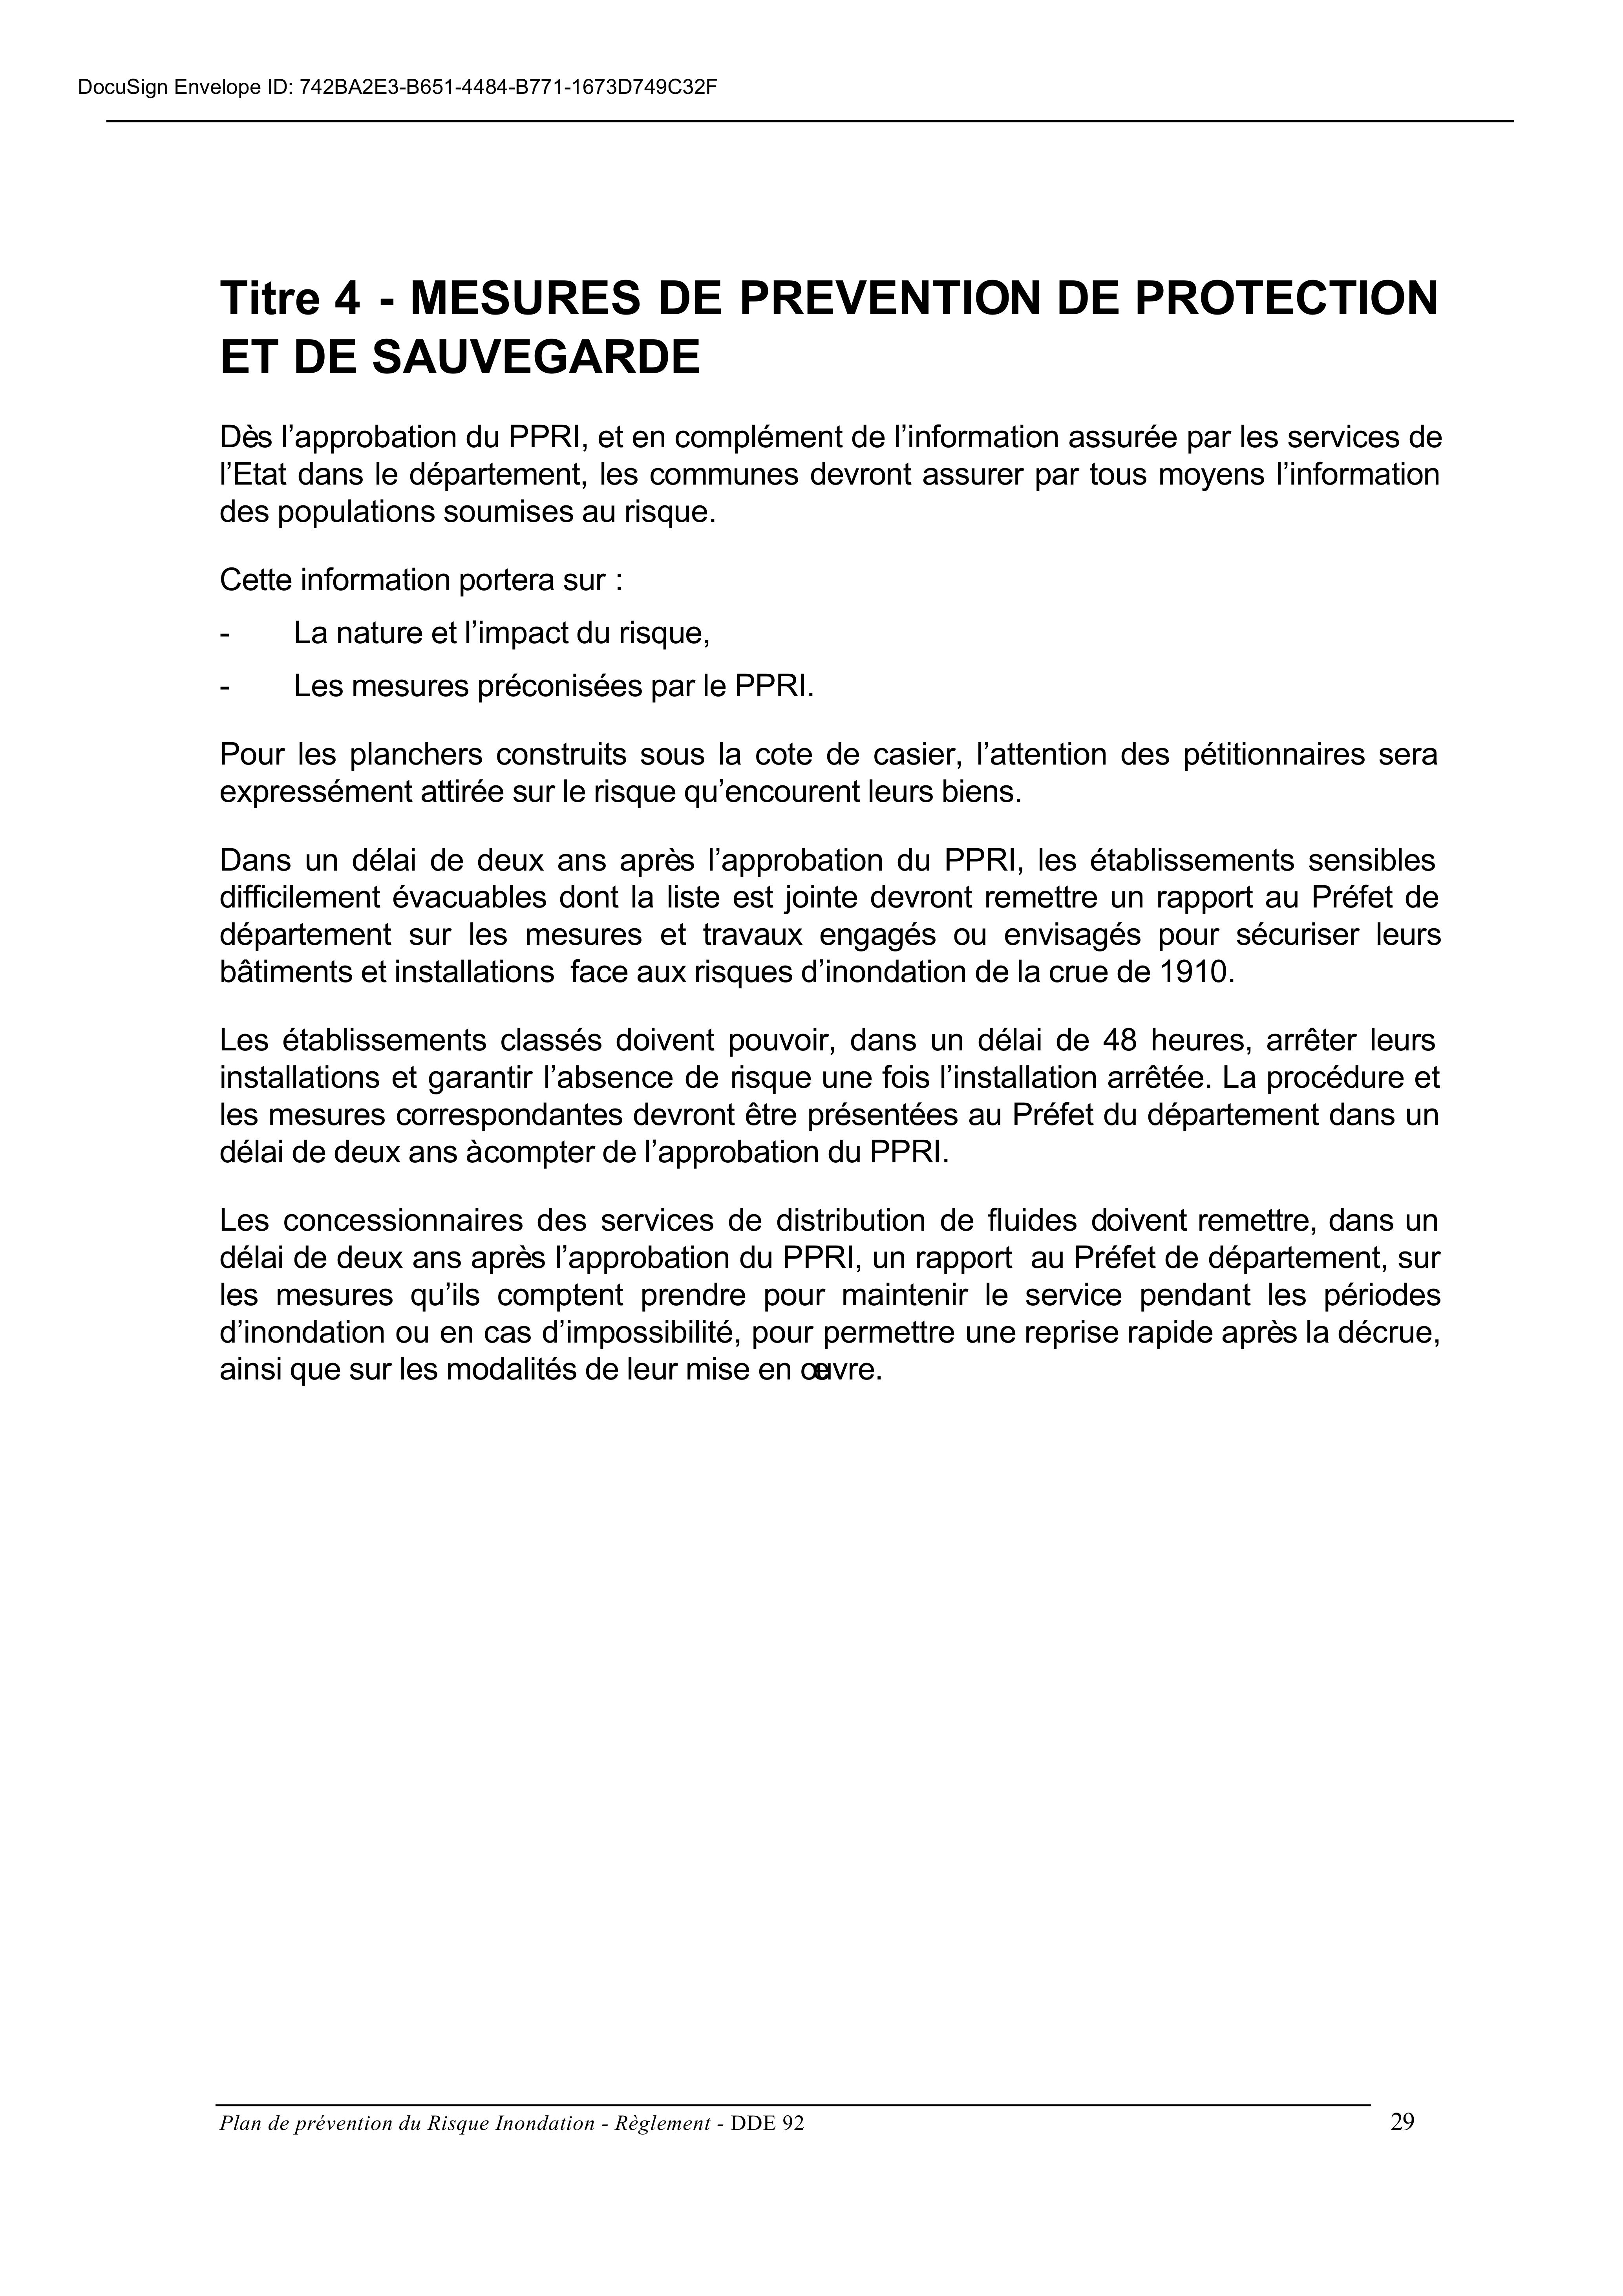 DocuSign Envelope ID: 742BA2E3-B651-4484-B771-1673D749C32F
Titre 4 - MESURES DE PREVENTION DE PROTECTION
ET DE SAUVEGARDE
Dès l’approbation du PPRI, et en complément de l’information assurée par les services de
l’Etat dans le département, les communes devront assurer par tous moyens l’information
des populations soumises au risque.
Cette information portera sur :
- La nature et l’impact du risque,
- Les mesures préconisées par le PPRI.
Pour les planchers construits sous la cote de casier, l’attention des pétitionnaires sera
expressément attirée sur le risque qu’encourent leurs biens.
Dans un délai de deux ans après l’approbation du PPRI, les établissements sensibles
difficilement évacuables dont la liste est jointe devront remettre un rapport au Préfet de
département sur les mesures et travaux engagés ou envisagés pour sécuriser leurs
bâtiments et installations face aux risques d’inondation de la crue de 1910.
Les établissements classés doivent pouvoir, dans un délai de 48 heures, arrêter leurs
installations et garantir l’absence de risque une fois l’installation arrêtée. La procédure et
les mesures correspondantes devront être présentées au Préfet du département dans un
délai de deux ans à compter de l’approbation du PPRI.
Les concessionnaires des services de distribution de fluides doivent remettre, dans un
délai de deux ans après l’approbation du PPRI, un rapport au Préfet de département, sur
les mesures qu’ils comptent prendre pour maintenir le service pendant les périodes
d’inondation ou en cas d’impossibilité, pour permettre une reprise rapide après la décrue,
ainsi que sur les modalités de leur mise en œuvre.
Plan de prévention du Risque Inondation - Règlement - DDE 92 29